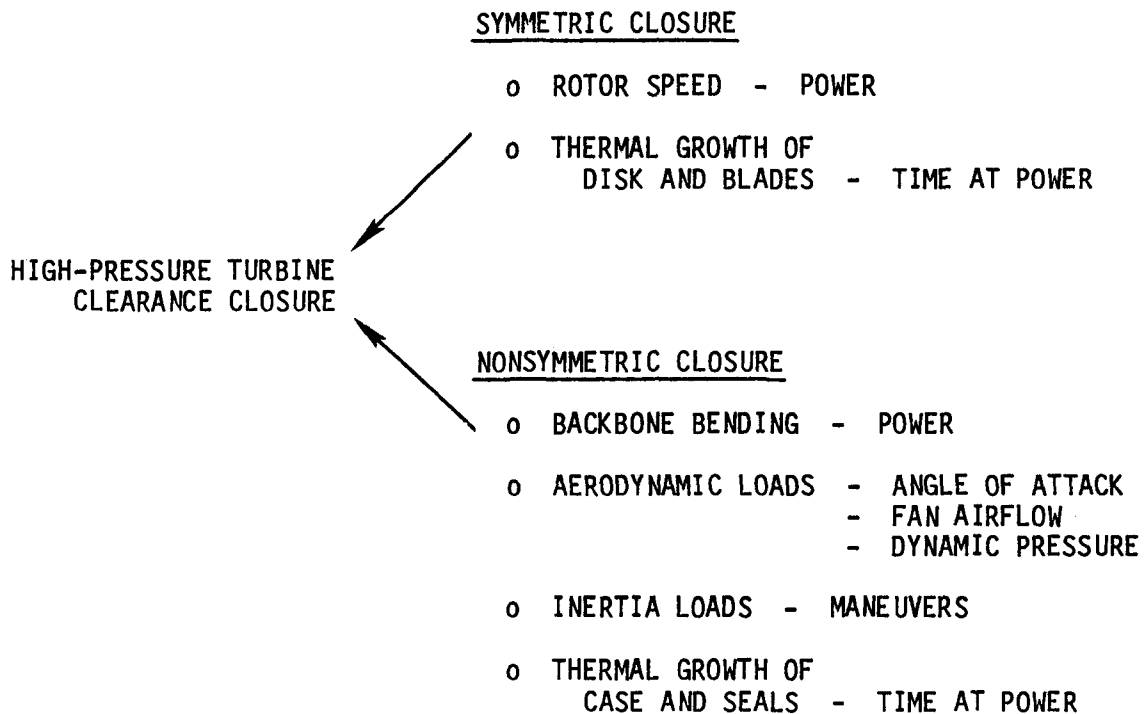 SYMMETRIC CLOSURE
o ROTOR SPEED - POWER
o THERMAL GROWTH OF
DISK AND BLADES - TIME AT POWER
HIGH-PRESSURE TURBINE
CLEARANCE CLOSURE
NONSYMMETRIC CLOSURE
o BACKBONE BENDING - POWER
o AERODYNAMIC LOADS - ANGLE OF ATTACK
- FAN AIRFLOW
- DYNAMIC PRESSURE
o INERTIA LOADS - MANEUVERS
o THERMAL GROWTH OF
CASE AND SEALS - TIME AT POWER